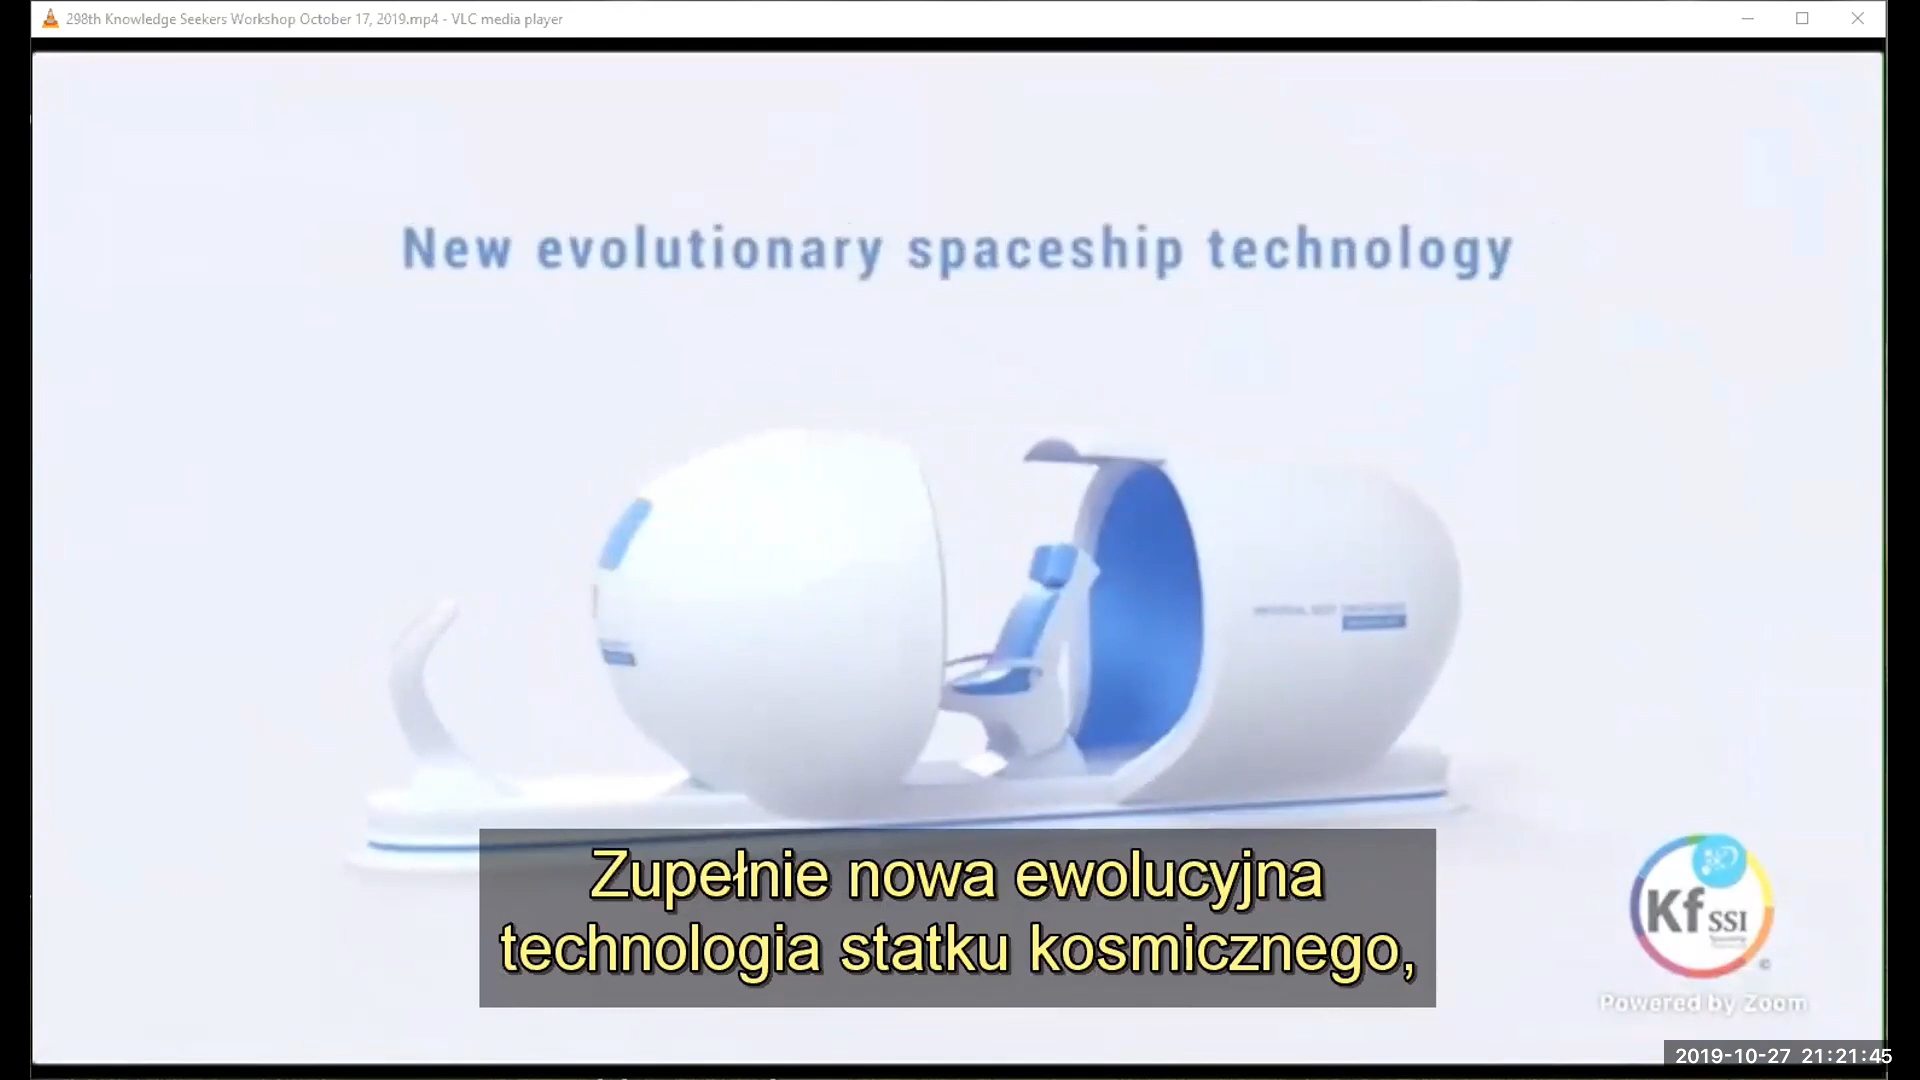 298th Knowledge Seekers Workshop October 17, 2019.mp4 - VLC media player
New evolutionary spaceship technology
Zupełnie nowa ewolucyjna
technologia statku kosmicznego,
Kf SSI
©
Powered by Zoom
2019-10-27 21:21:45